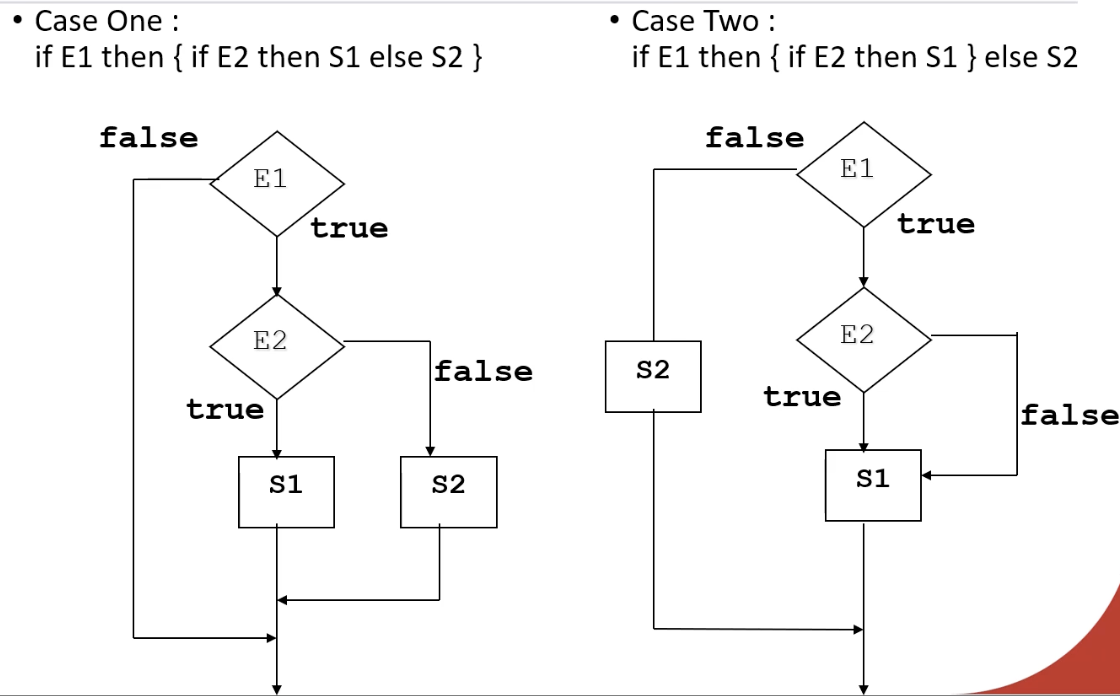 • Case One :
if E1 then { if E2 then S1 else S2 }
false
E1
true
E2
false
true
S1
S2
• Case Two :
if E1 then { if E2 then S1 } else S2
false
E1
true
E2
S2
true
false
S1